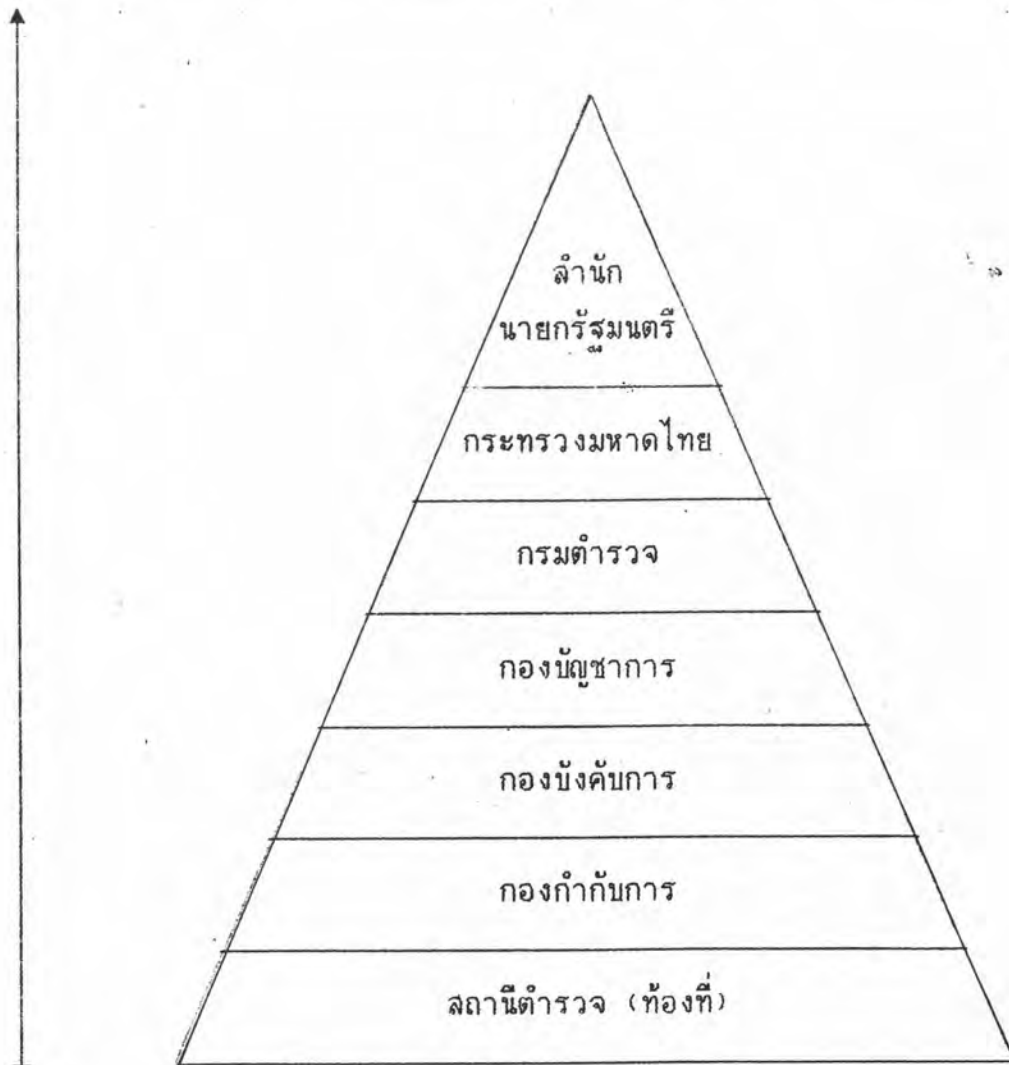 สำนัก
นายกรัฐมนตรี
กระทรวงมหาดไทย
กรมตำรวจ
กองบัญชาการ
กองบังคับการ
กองกำกับการ
สถานีตำรวจ (ท้องที่)